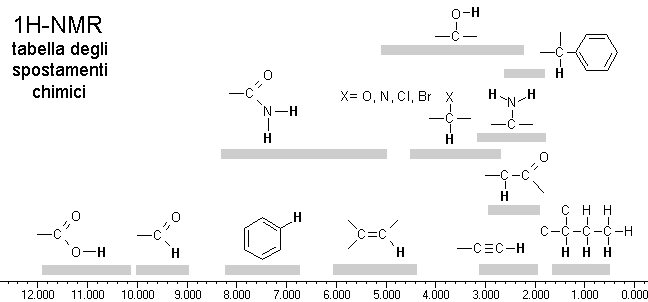 1H-NMR
tabella degli
spostamenti
chimici
O—H
—C—
—C
H
C
O
N—H
H
X= O, N, Cl, Br
X
—C—
H
H H
N
—C—
O
—C—C
H
O
—C
O—H
O
—C
H
H
C=C
H
—C≡C—H
C H H
C—C—C—C—H
H H H
12.000 11.000 10.000 9.000 8.000 7.000 6.000 5.000 4.000 3.000 2.000 1.000 0.000